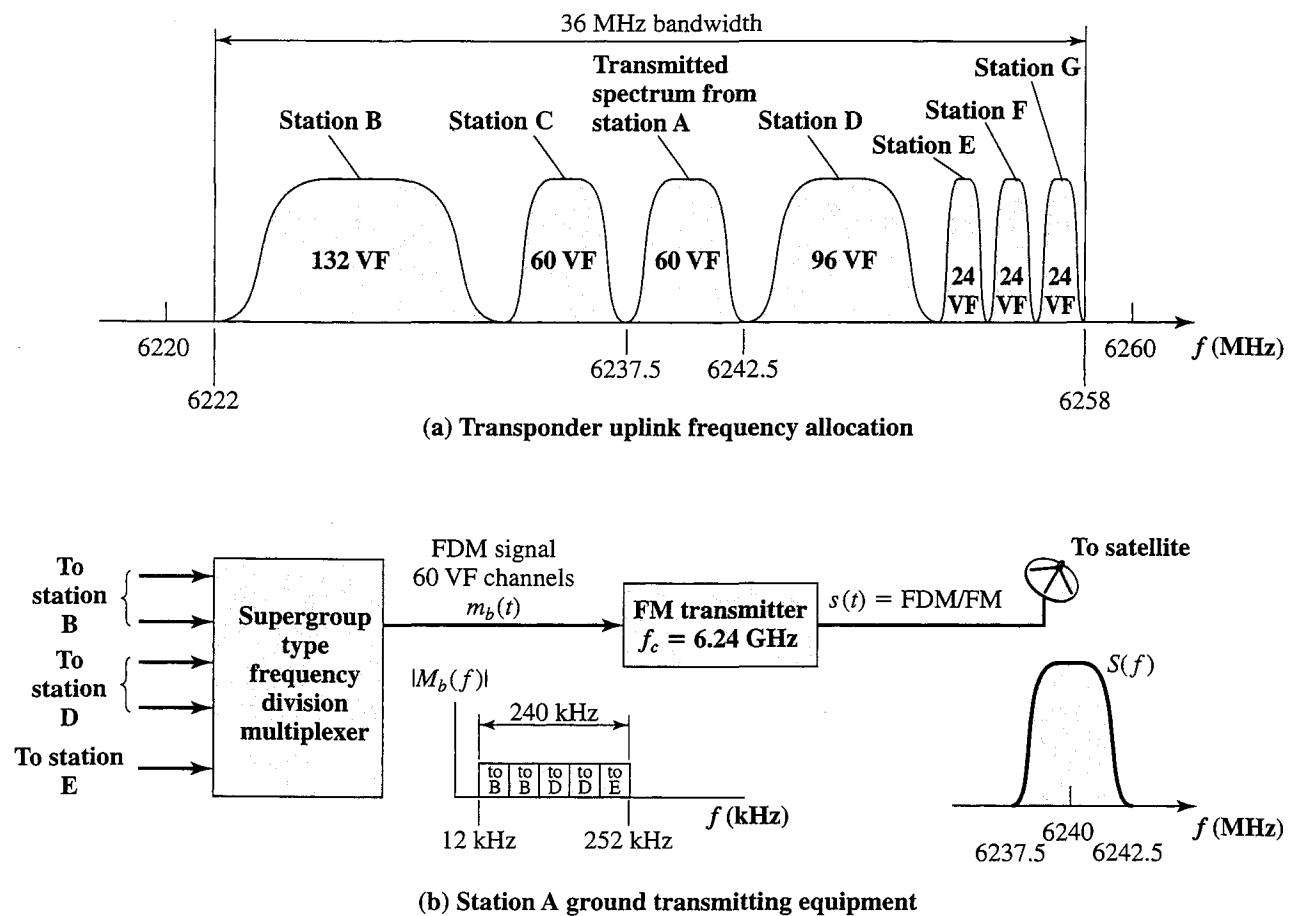 36 MHz bandwidth
Station B
Station C
Transmitted
spectrum from
station A
Station D
Station E
Station F
Station G
132 VF
60 VF
60 VF
96 VF
24
VF
24
VF
24
VF
6220
6222
6237.5
6242.5
6258
6260
f (MHz)
(a) Transponder uplink frequency allocation
To
station
B
To
station
D
To station
E
Supergroup
type
frequency
division
multiplexer
FDM signal
60 VF channels
m_b(t)
FM transmitter
f_c = 6.24 GHz
s(t) = FDM/FM
To satellite
|M_b(f)|
240 kHz
to
B
to
B
to
D
to
D
to
E
12 kHz
252 kHz
f (kHz)
S(f)
6237.5
6240
6242.5
f (MHz)
(b) Station A ground transmitting equipment